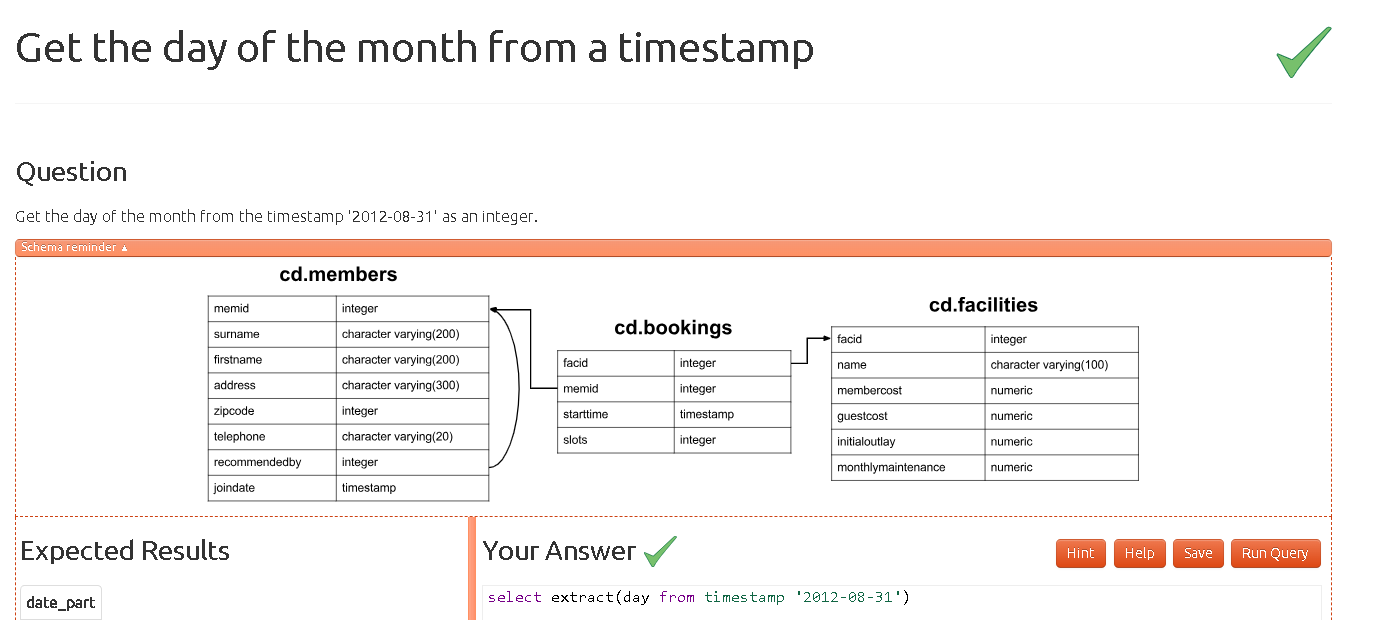 Get the day of the month from a timestamp
Question
Get the day of the month from the timestamp '2012-08-31' as an integer.
Schema reminder ▲
cd.members
memid integer
surname character varying(200)
firstname character varying(200)
address character varying(300)
zipcode integer
telephone character varying(20)
recommendedby integer
joindate timestamp
cd.bookings
facid integer
memid integer
starttime timestamp
slots integer
cd.facilities
facid integer
name character varying(100)
membercost numeric
guestcost numeric
initialoutlay numeric
monthlymaintenance numeric
Expected Results
date_part
Your Answer
Hint Help Save Run Query
select extract(day from timestamp '2012-08-31')